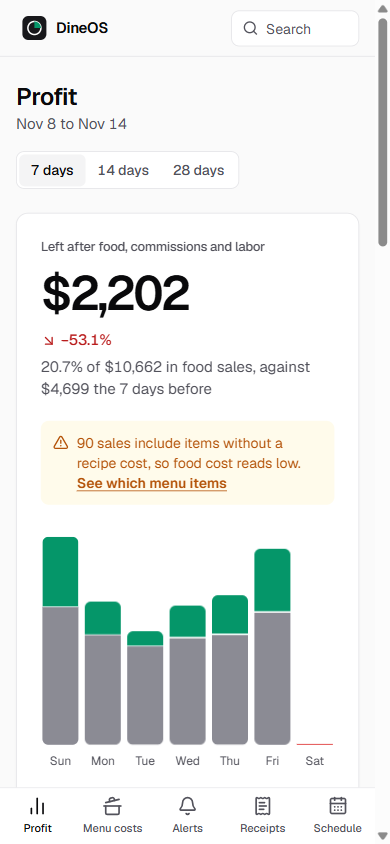 DineOS
Search
Profit
Nov 8 to Nov 14
7 days
14 days
28 days
Left after food, commissions and labor
$2,202
−53.1%
20.7% of $10,662 in food sales, against
$4,699 the 7 days before
90 sales include items without a
recipe cost, so food cost reads low.
See which menu items
Sun Mon Tue Wed Thu Fri Sat
Profit Menu costs Alerts Receipts Schedule